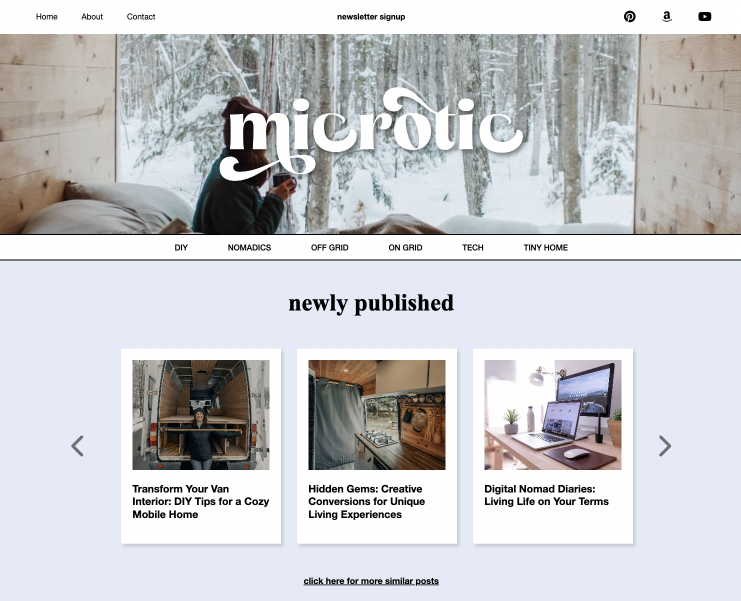 Home About Contact newsletter signup
microtic
DIY NOMADICS OFF GRID ON GRID TECH TINY HOME
newly published
Transform Your Van
Interior: DIY Tips for a Cozy
Mobile Home
Hidden Gems: Creative
Conversions for Unique
Living Experiences
Digital Nomad Diaries:
Living Life on Your Terms
click here for more similar posts